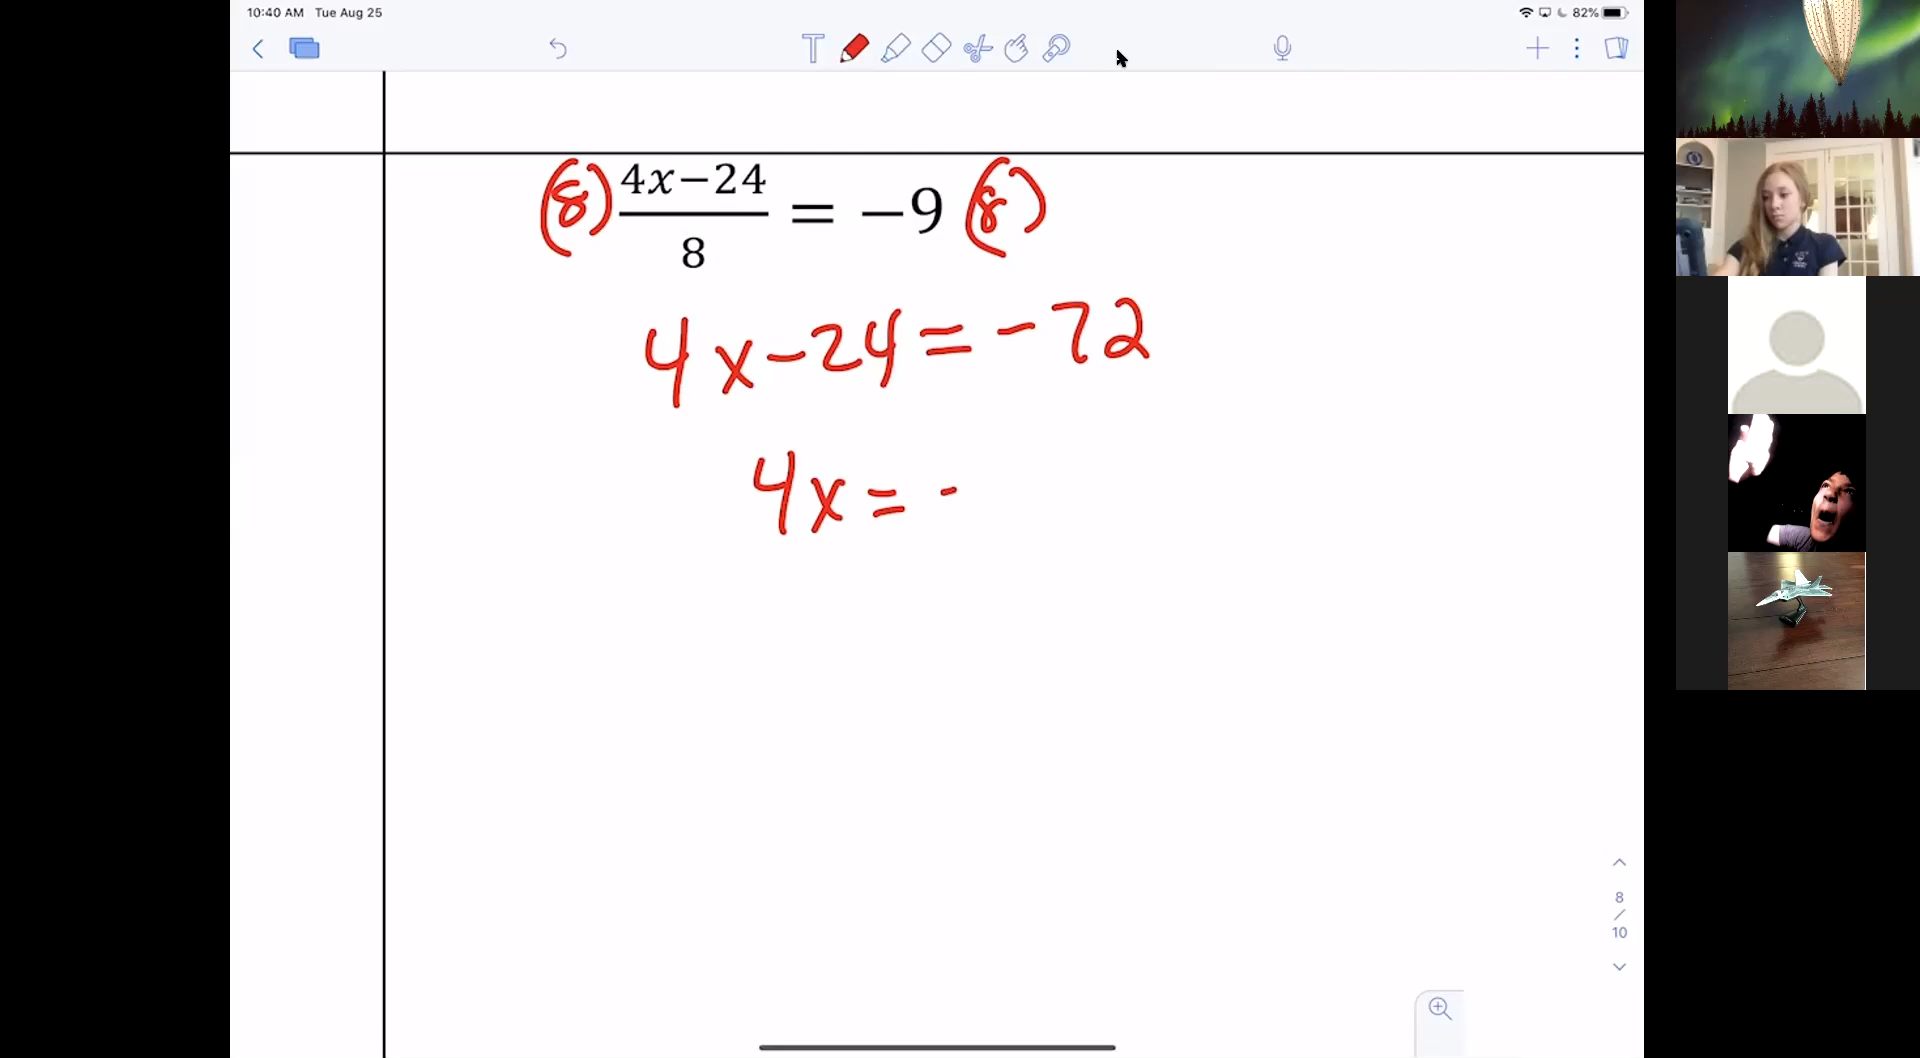 10:40 AM Tue Aug 25
82%
T
(8) 4x−24 = −9 (8)
8
4x-24=-72
4x = -
8
/
10